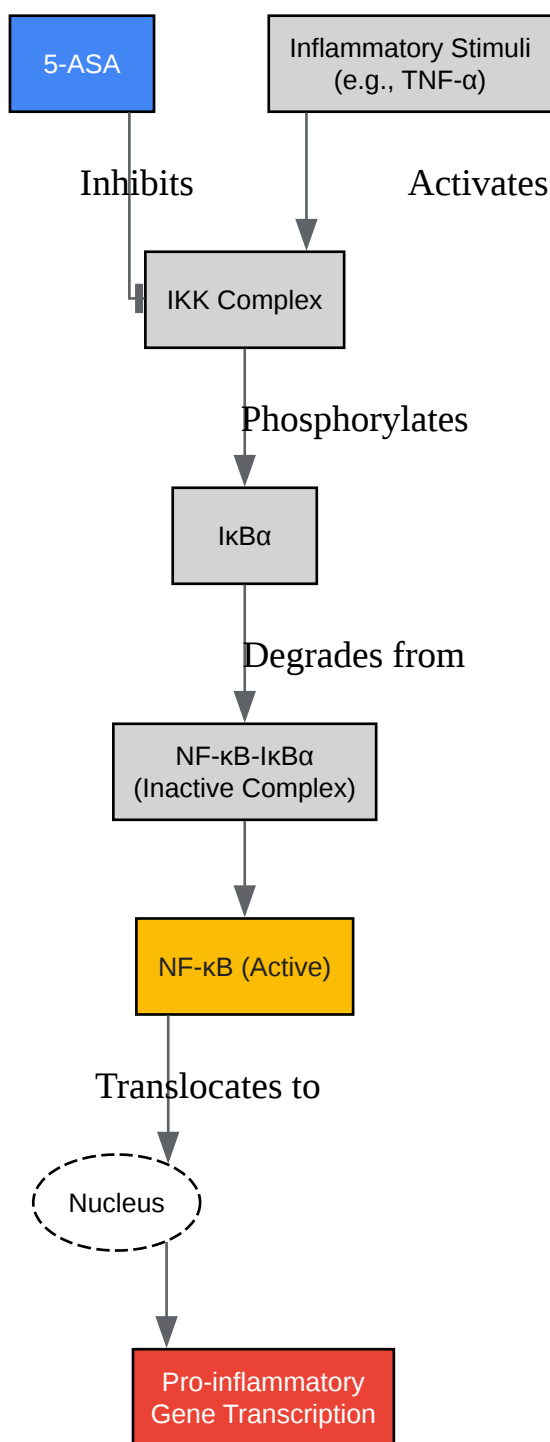 5-ASA
Inflammatory Stimuli
(e.g., TNF-α)
Inhibits
Activates
IKK Complex
Phosphorylates
IκBα
Degrades from
NF-κB-IκBα
(Inactive Complex)
NF-κB (Active)
Translocates to
Nucleus
Pro-inflammatory
Gene Transcription